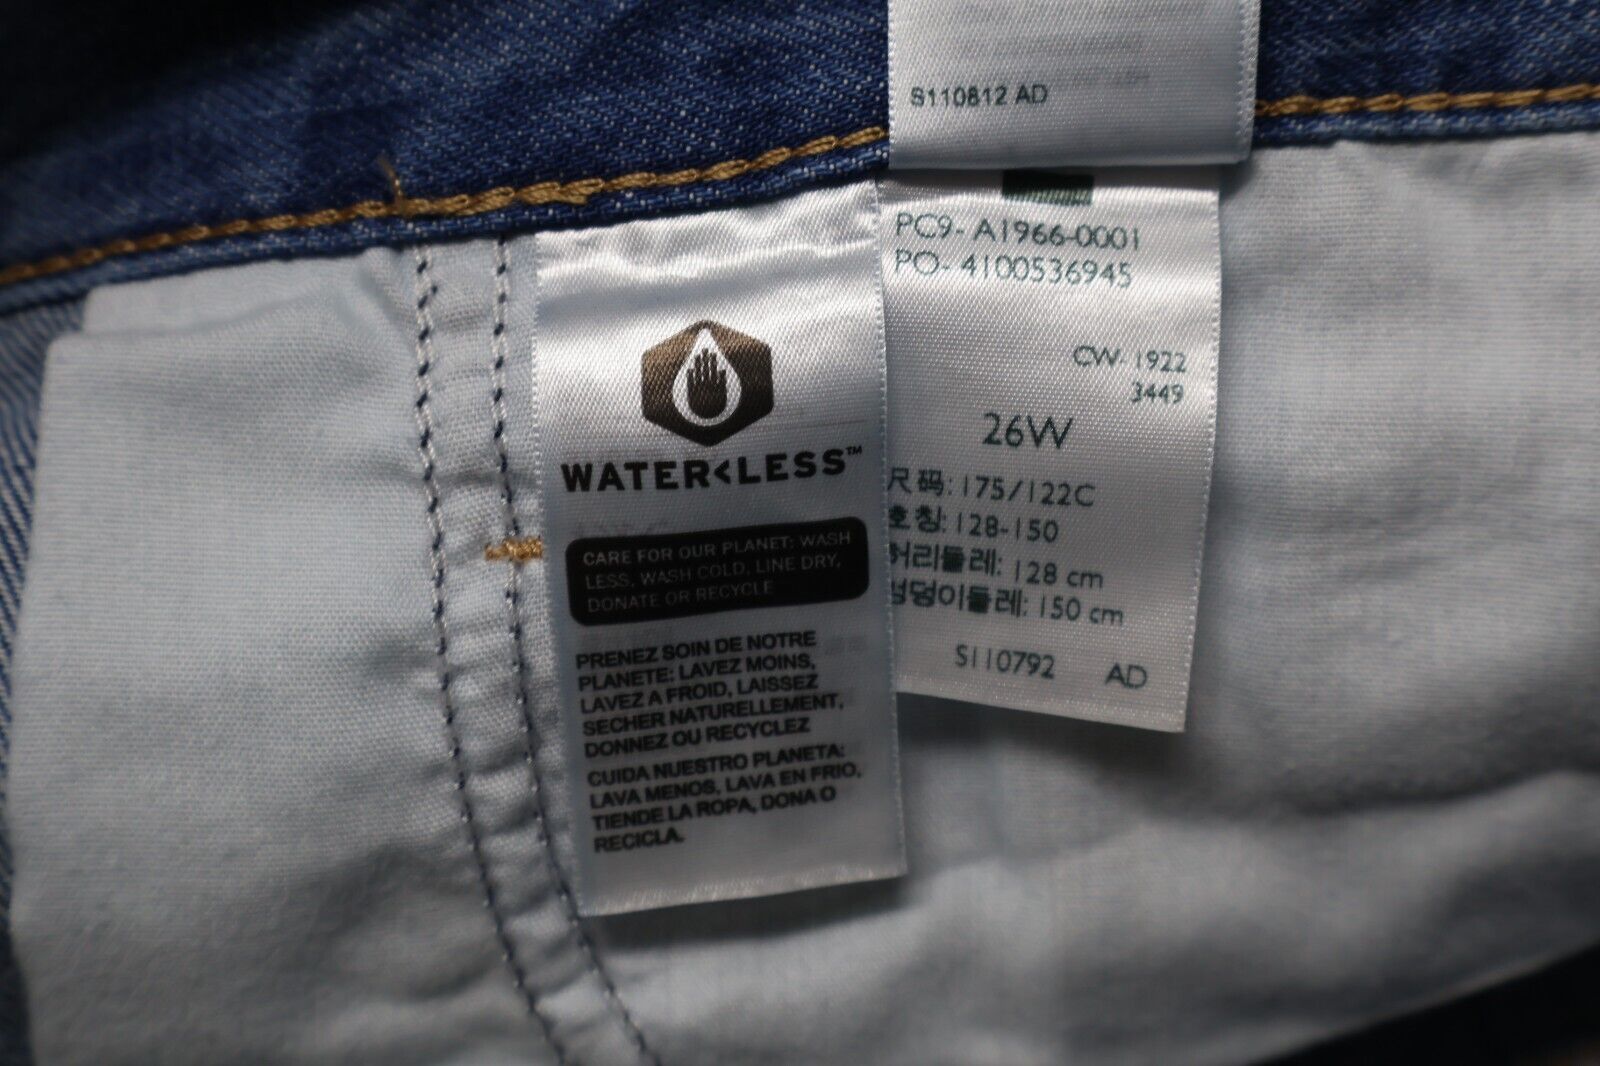 S110812 AD
PC9- A1966-0001
PO- 4100536945
CW- 1922
3449
26W
尺码: 175/122C
호칭: 128-150
허리둘레: 128 cm
엉덩이둘레: 150 cm
S110792 AD
WATER<LESS™
CARE FOR OUR PLANET: WASH
LESS, WASH COLD, LINE DRY,
DONATE OR RECYCLE
PRENEZ SOIN DE NOTRE
PLANETE: LAVEZ MOINS,
LAVEZ A FROID, LAISSEZ
SECHER NATURELLEMENT,
DONNEZ OU RECYCLEZ
CUIDA NUESTRO PLANETA:
LAVA MENOS, LAVA EN FRIO,
TIENDE LA ROPA, DONA O
RECICLA.